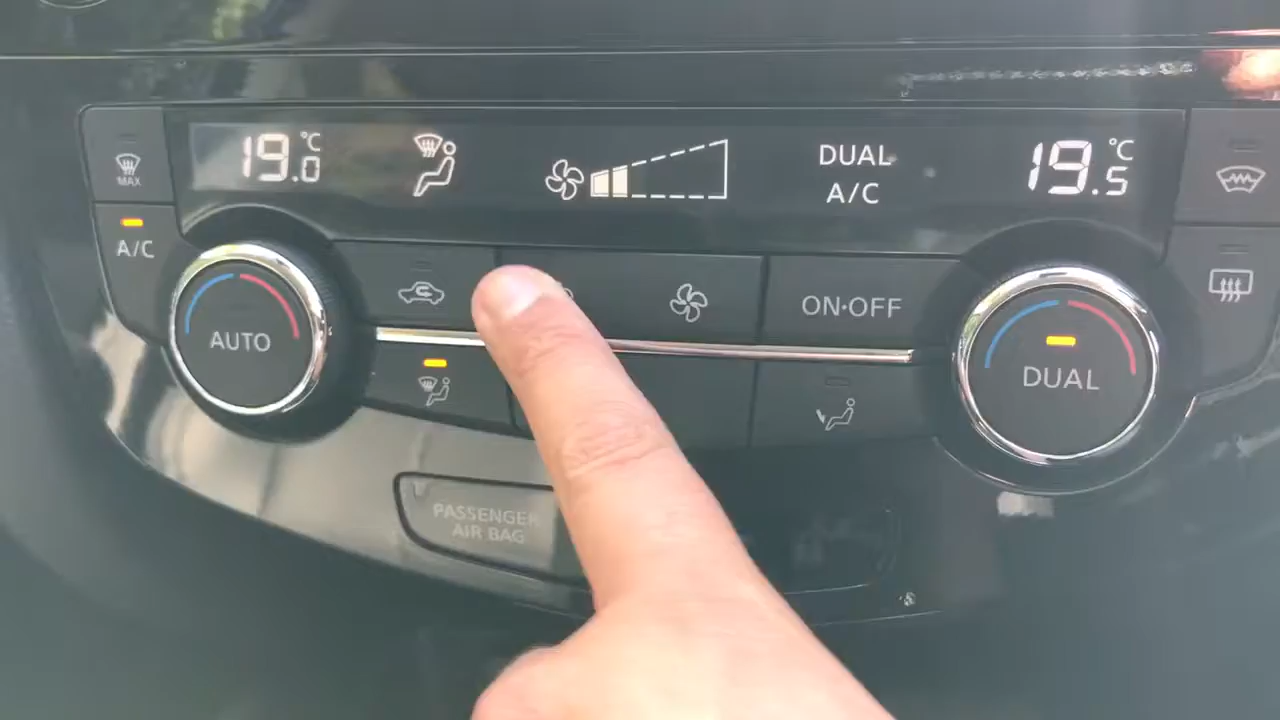 19.0 °C
DUAL
A/C
19.5 °C
MAX
A/C
AUTO
ON•OFF
DUAL
PASSENGER
AIR BAG